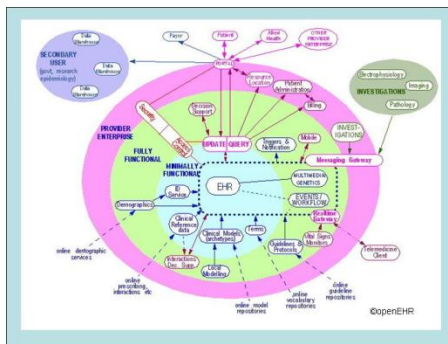 Data
Warehouse
SECONDARY
USER
(govt, research
epidemiology)
Data
Warehouse
Data
Warehouse
Payer
Patient
Allied
Health
OTHER
PROVIDER
ENTERPRISE
PORTAL
Resource
Location
Patient
Administration
Billing
Decision
Support
Security
Access
Control
UPDATE
QUERY
Electrophysiology
Imaging
INVESTIGATIONS
Pathology
INVEST-
IGATIONS
Messaging Gateway
Mobile
Triggers &
Notification
PROVIDER
ENTERPRISE
FULLY
FUNCTIONAL
MINIMALLY
FUNCTIONAL
EHR
MULTIMEDIA
GENETICS
EVENTS/
WORKFLOW
ID
Service
Demographics
Clinical
Reference
data
Clinical Models
(archetypes)
Terms
Guidelines &
Protocols
Realtime
Gateway
Vital Signs
Monitors
Telemedicine
Client
Interactions
Dec. Supp.
Local
Modelling
online demographic
services
online
prescribing,
interactions etc
online model
repositories
online
vocabulary
repositories
online
guideline
repositories
©openEHR